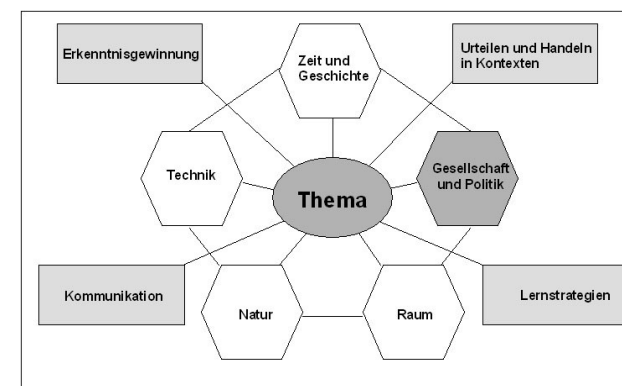 Erkenntnisgewinnung
Zeit und
Geschichte
Urteilen und Handeln
in Kontexten
Technik
Thema
Gesellschaft
und Politik
Kommunikation
Natur
Raum
Lernstrategien